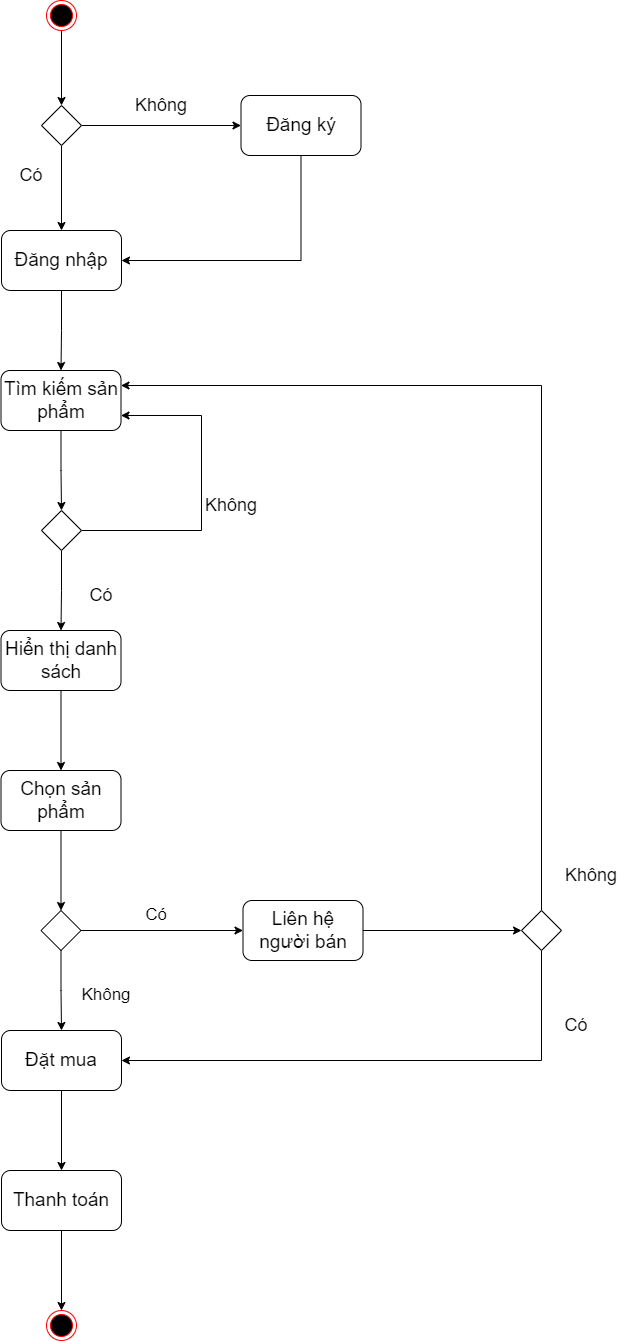 Không
Đăng ký
Có
Đăng nhập
Tìm kiếm sản
phẩm
Không
Có
Hiển thị danh
sách
Chọn sản
phẩm
Không
Có
Liên hệ
người bán
Không
Có
Đặt mua
Thanh toán